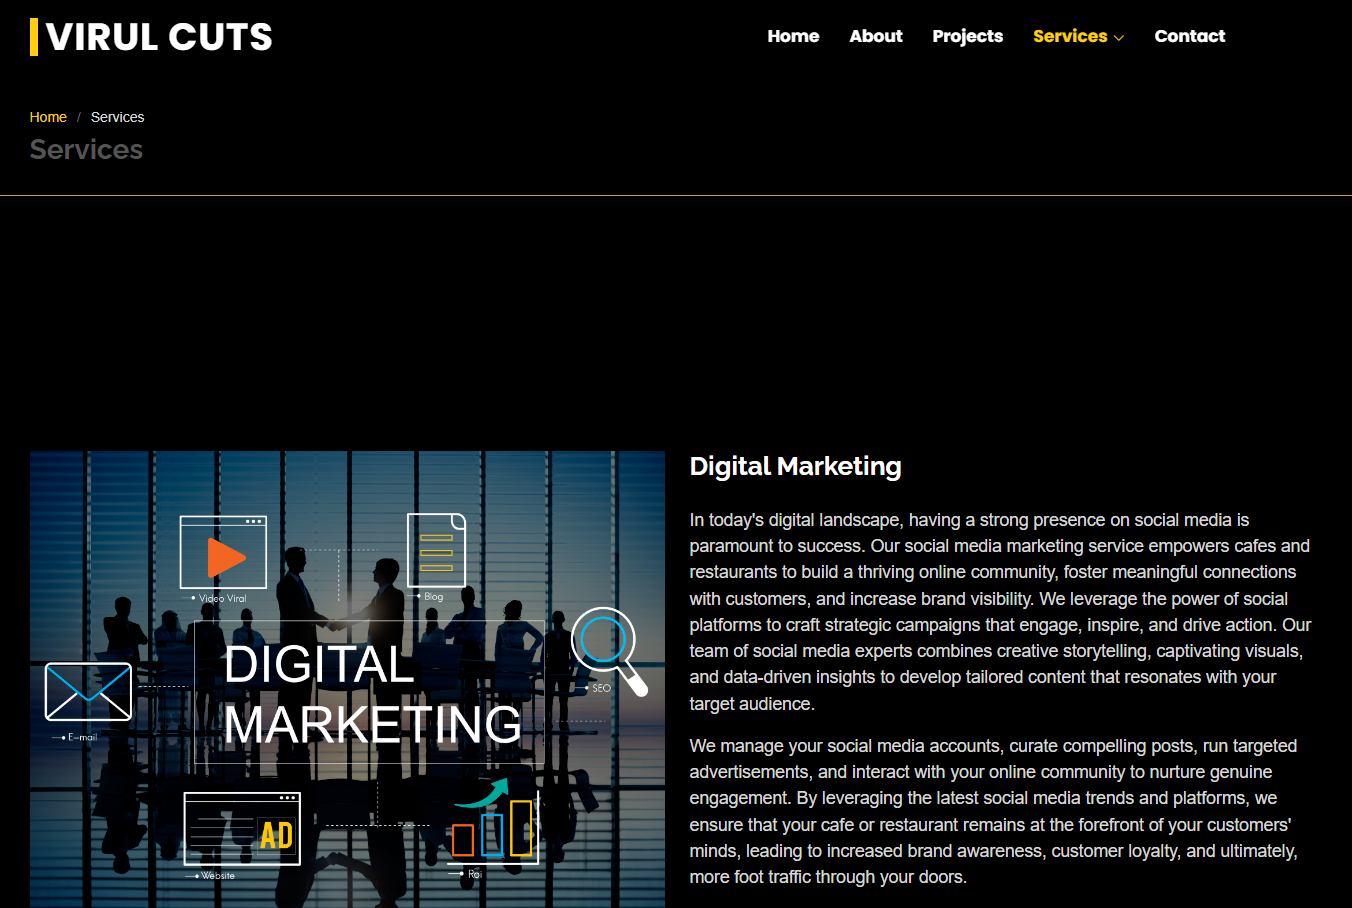 VIRUL CUTS
Home About Projects Services Contact
Home / Services
Services
Video Viral
Blog
SEO
DIGITAL
MARKETING
E-mail
AD
Website
Roi
Digital Marketing
In today's digital landscape, having a strong presence on social media is
paramount to success. Our social media marketing service empowers cafes and
restaurants to build a thriving online community, foster meaningful connections
with customers, and increase brand visibility. We leverage the power of social
platforms to craft strategic campaigns that engage, inspire, and drive action. Our
team of social media experts combines creative storytelling, captivating visuals,
and data-driven insights to develop tailored content that resonates with your
target audience.
We manage your social media accounts, curate compelling posts, run targeted
advertisements, and interact with your online community to nurture genuine
engagement. By leveraging the latest social media trends and platforms, we
ensure that your cafe or restaurant remains at the forefront of your customers'
minds, leading to increased brand awareness, customer loyalty, and ultimately,
more foot traffic through your doors.